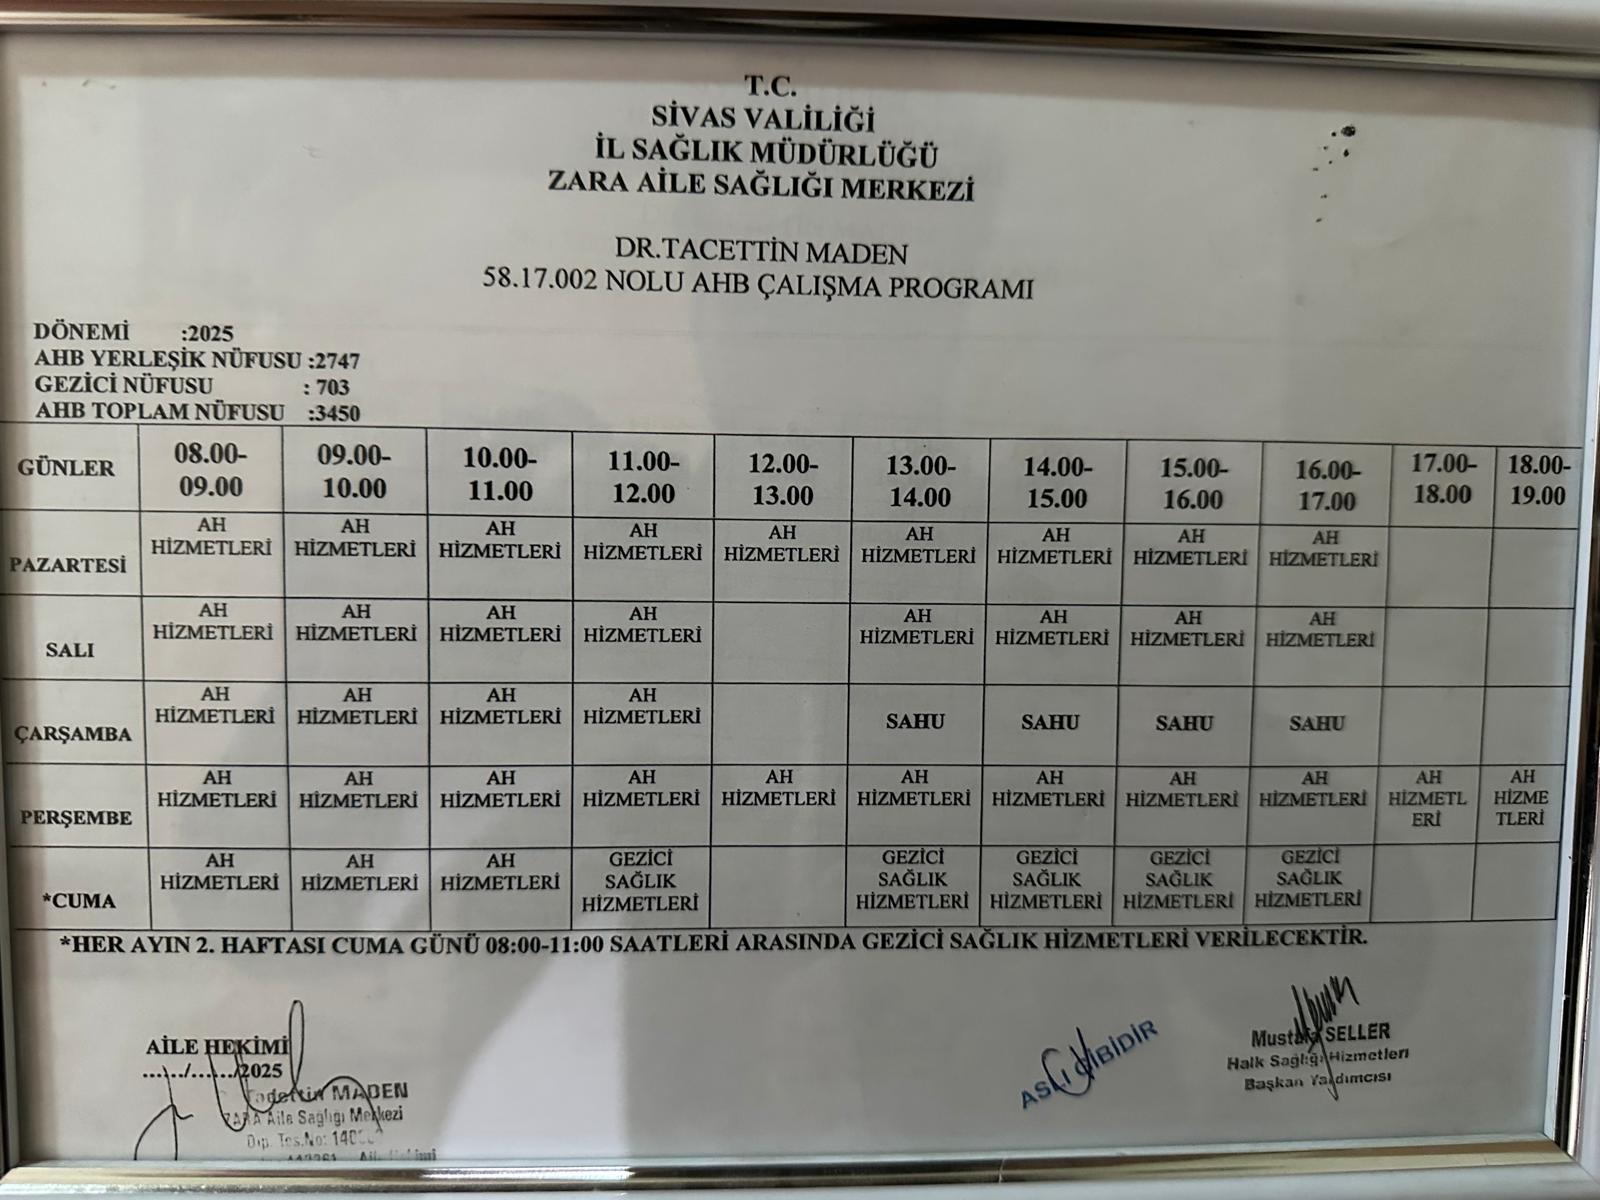 T.C.
SİVAS VALİLİĞİ
İL SAĞLIK MÜDÜRLÜĞÜ
ZARA AİLE SAĞLIĞI MERKEZİ
DR.TACETTİN MADEN
58.17.002 NOLU AHB ÇALIŞMA PROGRAMI
DÖNEMİ :2025
AHB YERLEŞİK NÜFUSU :2747
GEZİCİ NÜFUSU : 703
AHB TOPLAM NÜFUSU :3450
GÜNLER 08.00-09.00 09.00-10.00 10.00-11.00 11.00-12.00 12.00-13.00 13.00-14.00 14.00-15.00 15.00-16.00 16.00-17.00 17.00-18.00 18.00-19.00
PAZARTESİ AH HİZMETLERİ AH HİZMETLERİ AH HİZMETLERİ AH HİZMETLERİ AH HİZMETLERİ AH HİZMETLERİ AH HİZMETLERİ AH HİZMETLERİ AH HİZMETLERİ
SALI AH HİZMETLERİ AH HİZMETLERİ AH HİZMETLERİ AH HİZMETLERİ AH HİZMETLERİ AH HİZMETLERİ AH HİZMETLERİ AH HİZMETLERİ
ÇARŞAMBA AH HİZMETLERİ AH HİZMETLERİ AH HİZMETLERİ AH HİZMETLERİ SAHU SAHU SAHU SAHU
PERŞEMBE AH HİZMETLERİ AH HİZMETLERİ AH HİZMETLERİ AH HİZMETLERİ AH HİZMETLERİ AH HİZMETLERİ AH HİZMETLERİ AH HİZMETLERİ AH HİZMETLERİ AH HİZMETLERİ AH HİZMETLERİ
*CUMA AH HİZMETLERİ AH HİZMETLERİ AH HİZMETLERİ GEZİCİ SAĞLIK HİZMETLERİ GEZİCİ SAĞLIK HİZMETLERİ GEZİCİ SAĞLIK HİZMETLERİ GEZİCİ SAĞLIK HİZMETLERİ GEZİCİ SAĞLIK HİZMETLERİ
*HER AYIN 2. HAFTASI CUMA GÜNÜ 08:00-11:00 SAATLERİ ARASINDA GEZİCİ SAĞLIK HİZMETLERİ VERİLECEKTİR.
AİLE HEKİMİ
....../....../2025
MADEN
ZARA Aile Sağlığı Merkezi
Dip. Tes.No:
ASLI GİBİDİR
Mustafa SELLER
Halk Sağlığı Hizmetleri
Başkan Yardımcısı